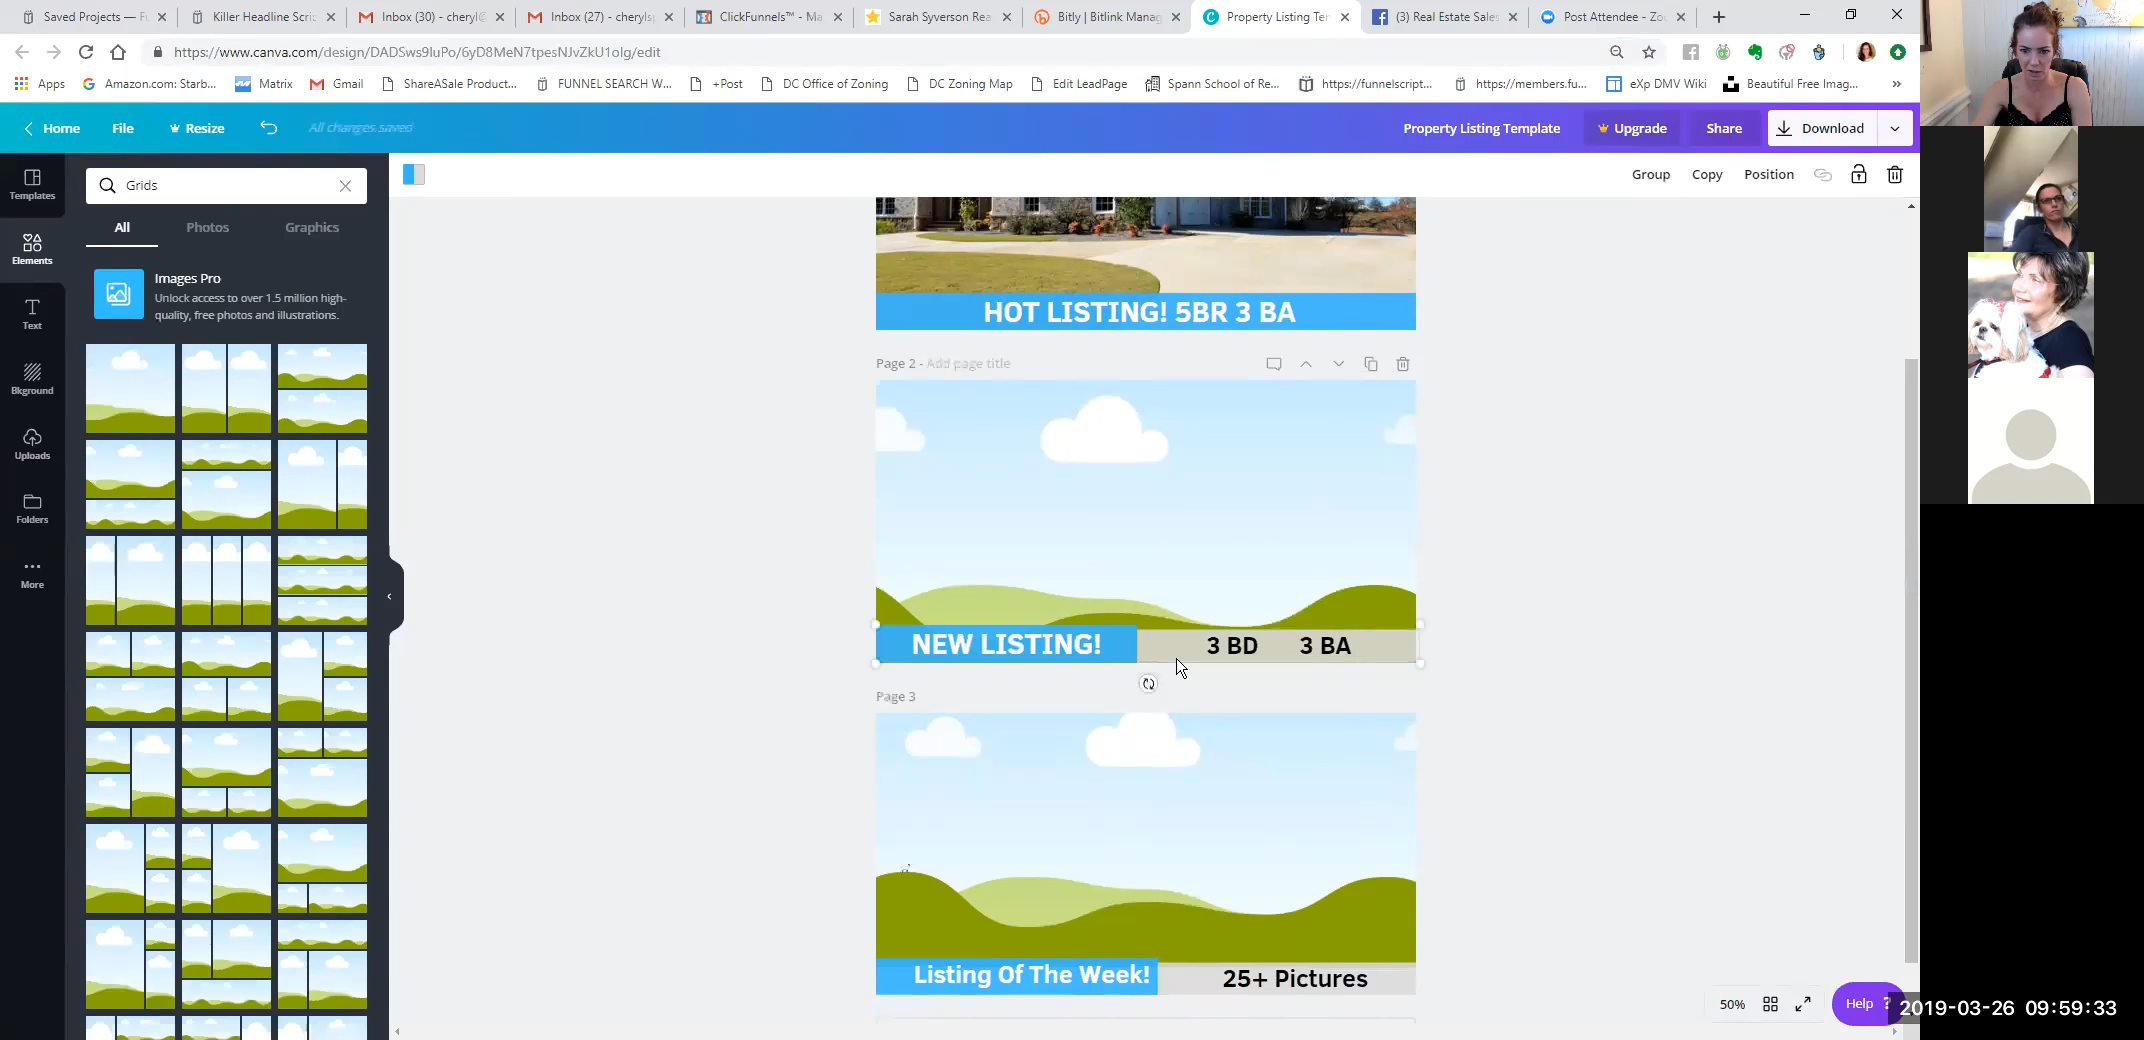 Saved Projects — Fu
Killer Headline Scri
Inbox (30) - cheryl@
Inbox (27) - cherylsp
ClickFunnels™ - Ma
Sarah Syverson Rea
Bitly | Bitlink Manag
Property Listing Ten
(3) Real Estate Sales
Post Attendee - Zoo
https://www.canva.com/design/DADSws9IuPo/6yD8MeN7tpesNJvZkU1oIg/edit
Apps
Amazon.com: Starb...
Matrix
Gmail
ShareASale Product...
FUNNEL SEARCH W...
+Post
DC Office of Zoning
DC Zoning Map
Edit LeadPage
Spann School of Re...
https://funnelscript...
https://members.fu...
eXp DMV Wiki
Beautiful Free Imag...
»
Home
File
Resize
All changes saved
Property Listing Template
Upgrade
Share
Download
Templates
Elements
Text
Bkground
Uploads
Folders
More
Grids
All
Photos
Graphics
Images Pro
Unlock access to over 1.5 million high-
quality, free photos and illustrations.
Group
Copy
Position
HOT LISTING! 5BR 3 BA
Page 2 - Add page title
NEW LISTING!
3 BD
3 BA
Page 3
Listing Of The Week!
25+ Pictures
50%
Help ?
2019-03-26 09:59:33